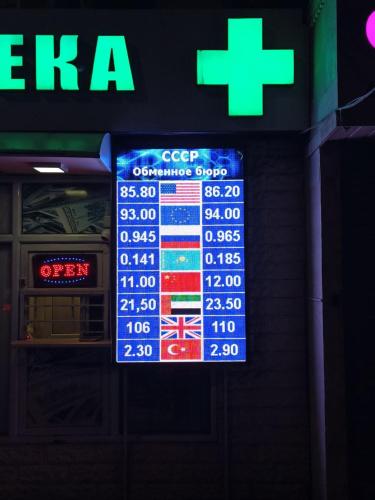 ЕКА
СССР
Обменное бюро
85.80 86.20
93.00 94.00
0.945 0.965
0.141 0.185
11.00 12.00
21,50 23.50
106 110
2.30 2.90
OPEN